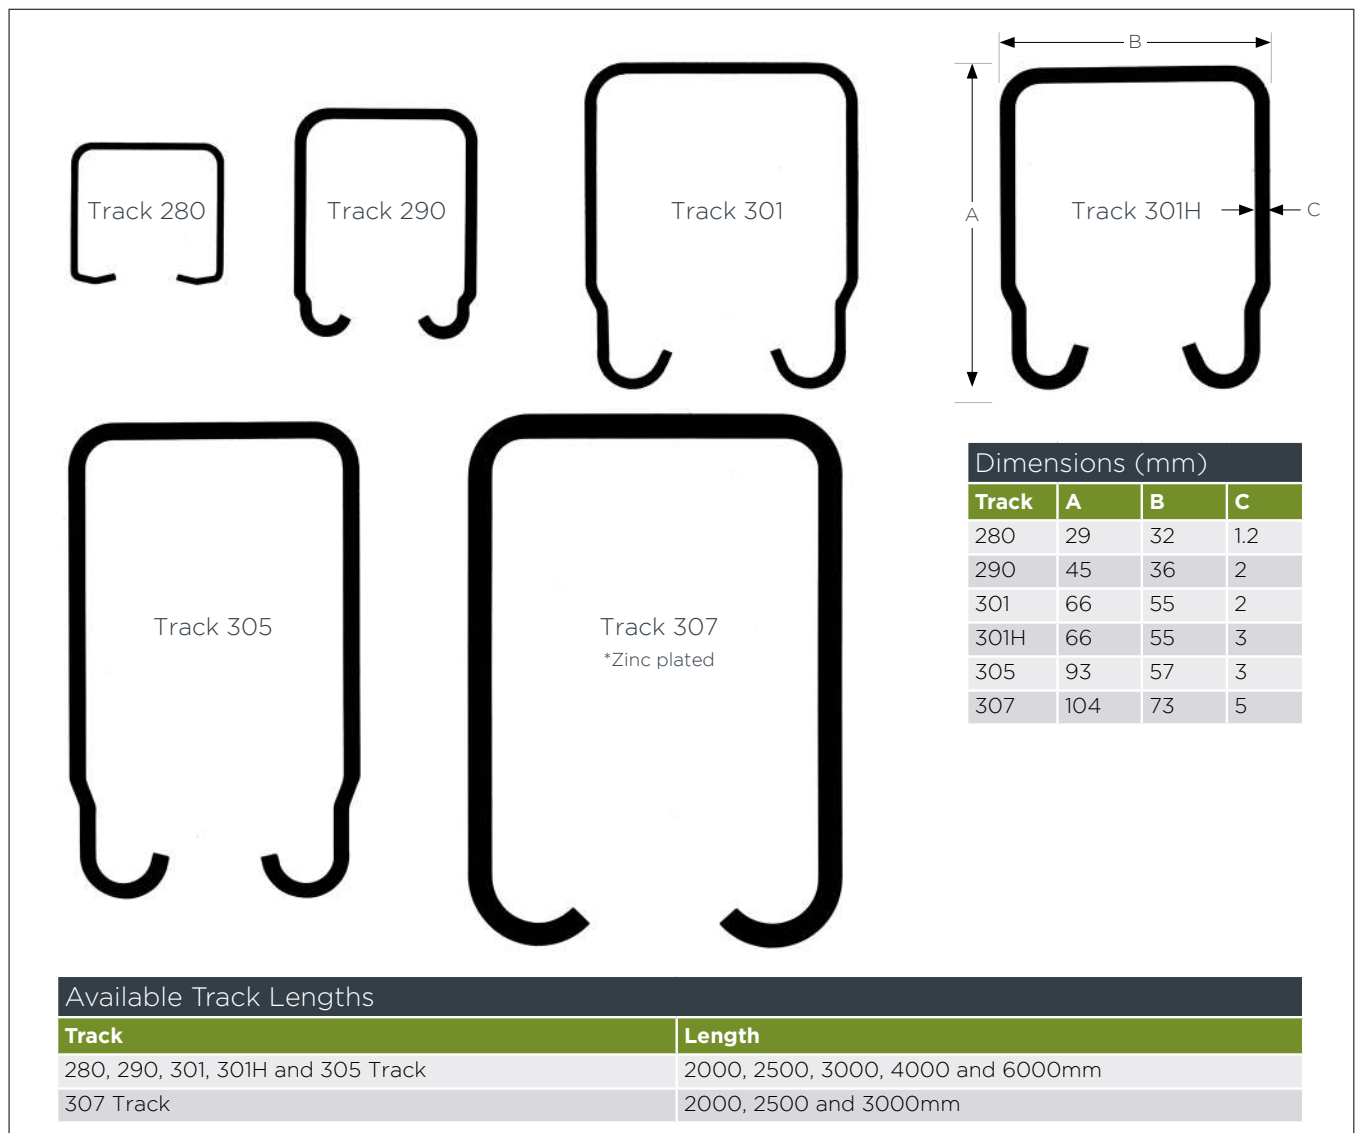 B
Track 280
Track 290
Track 301
A
Track 301H
C
Track 305
Track 307
*Zinc plated
Dimensions (mm)
Track A B C
280 29 32 1.2
290 45 36 2
301 66 55 2
301H 66 55 3
305 93 57 3
307 104 73 5
Available Track Lengths
Track Length
280, 290, 301, 301H and 305 Track 2000, 2500, 3000, 4000 and 6000mm
307 Track 2000, 2500 and 3000mm